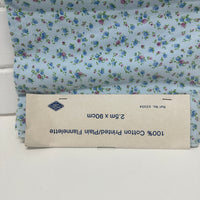 100% Cotton Printed/Plain Flannelette
2.5m x 90cm